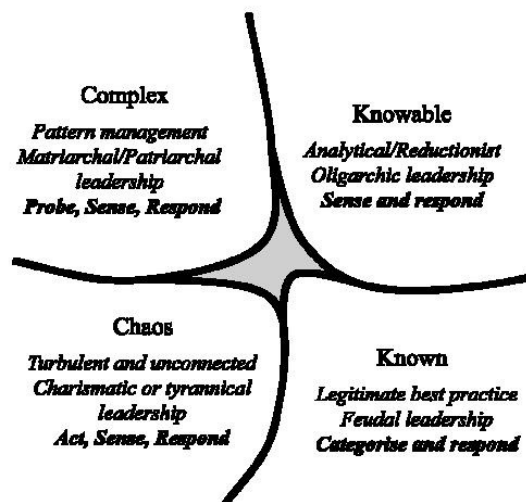 Complex
Pattern management
Matriarchal/Patriarchal
leadership
Probe, Sense, Respond
Knowable
Analytical/Reductionist
Oligarchic leadership
Sense and respond
Chaos
Turbulent and unconnected
Charismatic or tyrannical
leadership
Act, Sense, Respond
Known
Legitimate best practice
Feudal leadership
Categorise and respond